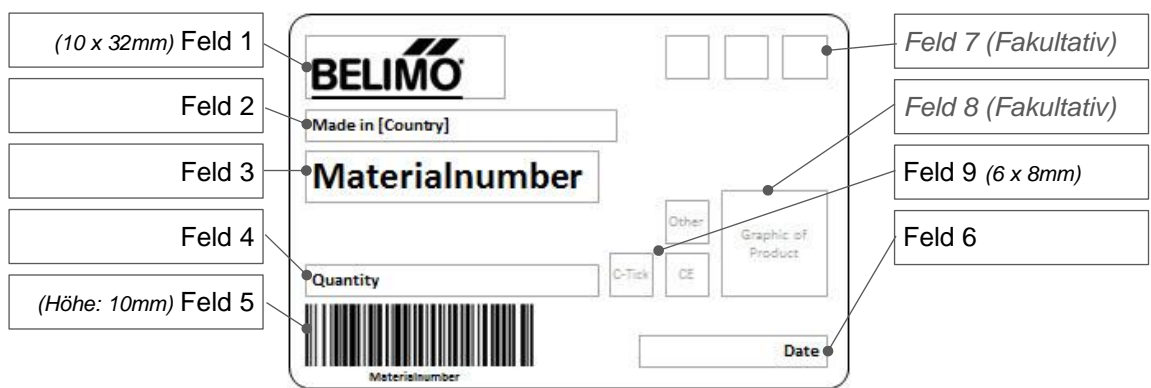 (10 x 32mm) Feld 1
Feld 2
Feld 3
Feld 4
(Höhe: 10mm) Feld 5
BELIMO
Made in [Country]
Materialnumber
Quantity
Materialnumber
Other
C-Tick
CE
Graphic of
Product
Date
Feld 7 (Fakultativ)
Feld 8 (Fakultativ)
Feld 9 (6 x 8mm)
Feld 6